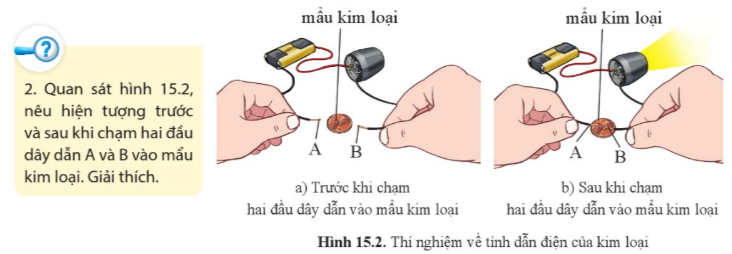 ?
2. Quan sát hình 15.2,
nêu hiện tượng trước
và sau khi chạm hai đầu
dây dẫn A và B vào mẩu
kim loại. Giải thích.
mẩu kim loại
A
B
a) Trước khi chạm
hai đầu dây dẫn vào mẩu kim loại
mẩu kim loại
A
B
b) Sau khi chạm
hai đầu dây dẫn vào mẩu kim loại
Hình 15.2. Thí nghiệm về tính dẫn điện của kim loại